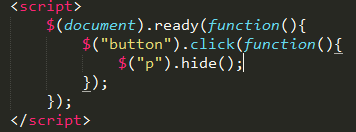 <script>
$(document).ready(function(){
$("button").click(function(){
$("p").hide();
});
});
</script>